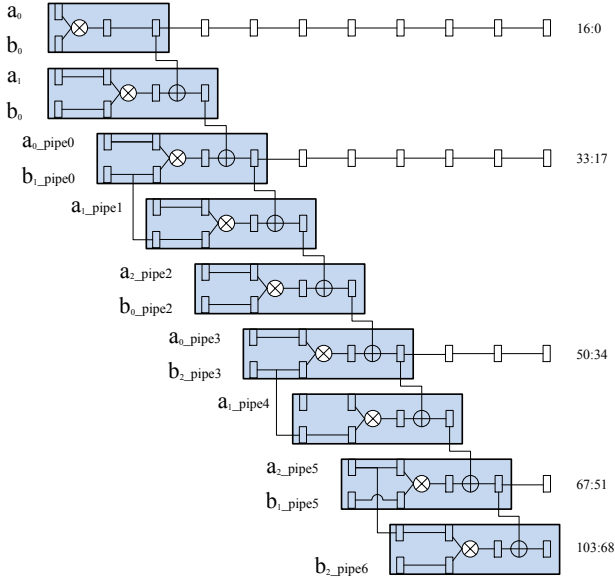 a₀
16:0
b₀
a₁
b₀
a₀_pipe0
33:17
b₁_pipe0
a₁_pipe1
a₂_pipe2
b₀_pipe2
a₀_pipe3
50:34
b₂_pipe3
a₁_pipe4
a₂_pipe5
67:51
b₁_pipe5
103:68
b₂_pipe6